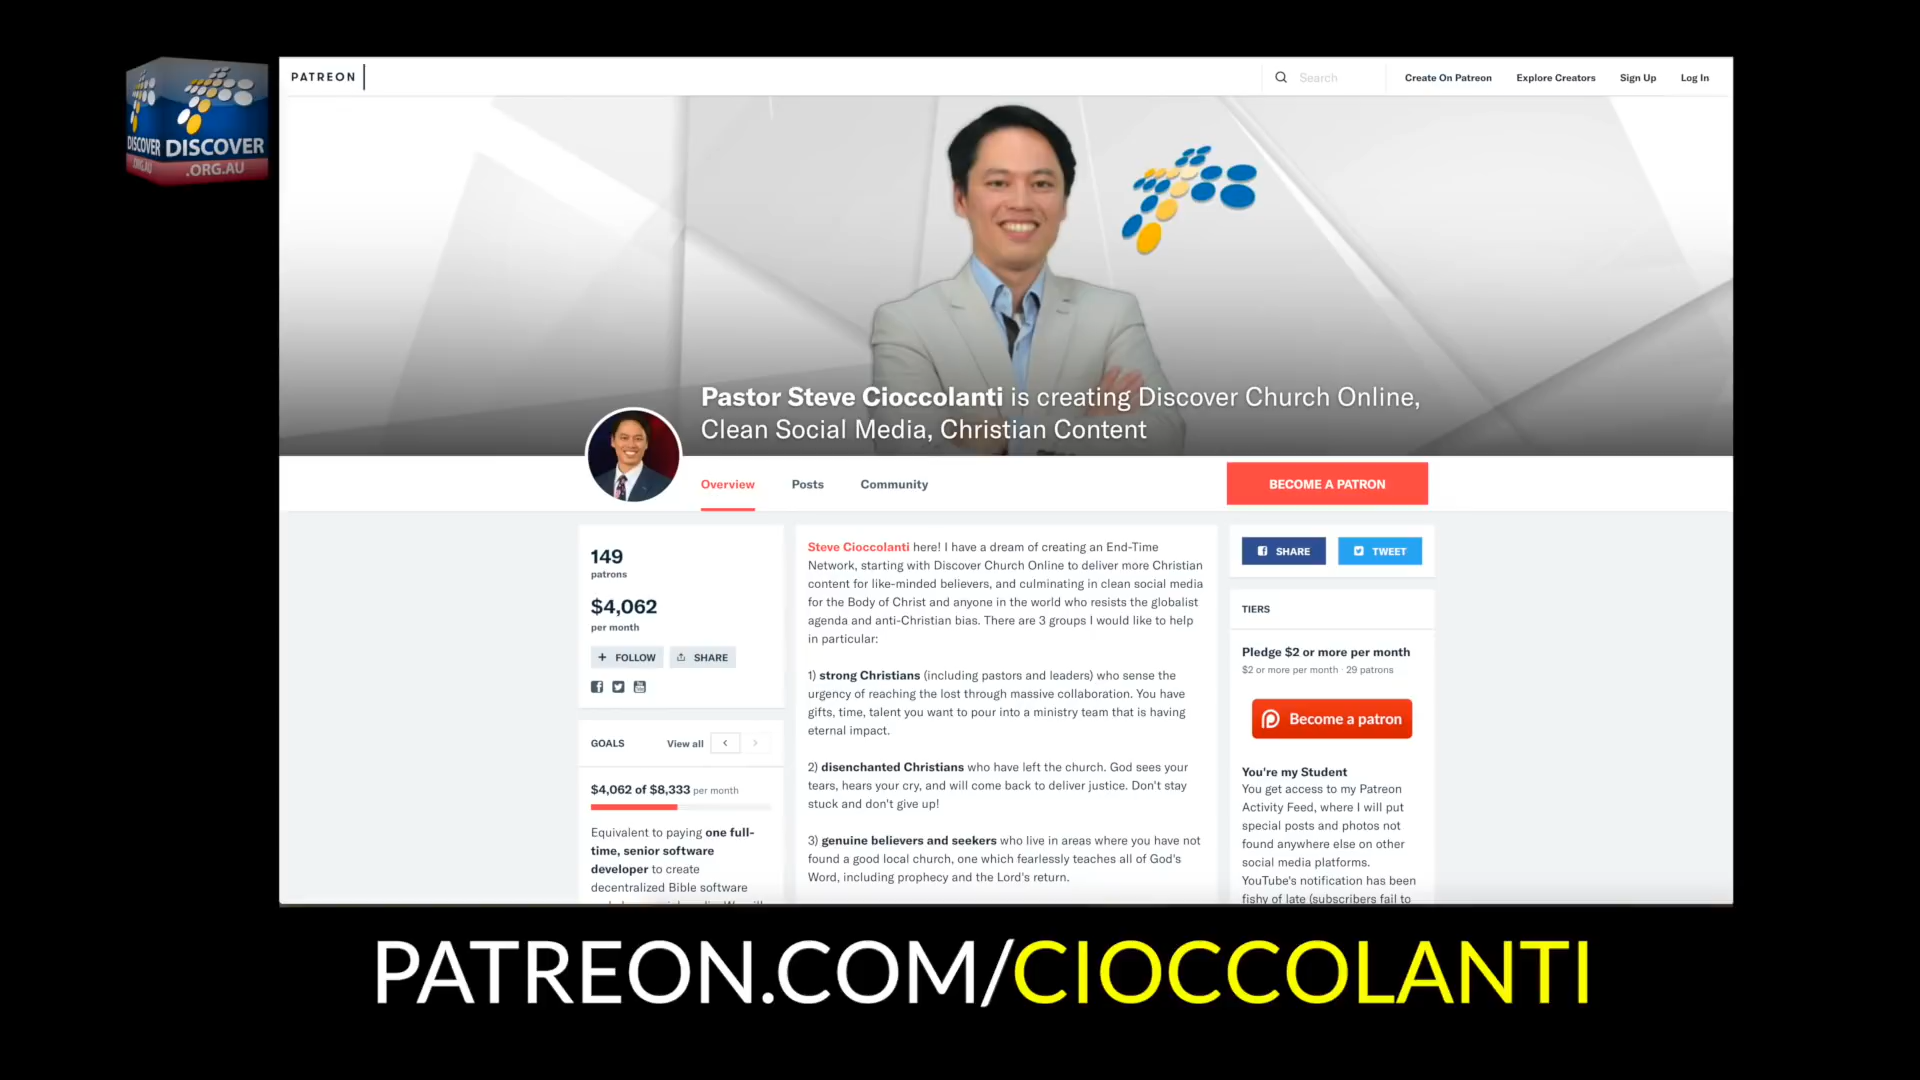 DISCOVER DISCOVER
.ORG.AU .ORG.AU
PATREON
Search
Create On Patreon
Explore Creators
Sign Up
Log In
Pastor Steve Cioccolanti is creating Discover Church Online,
Clean Social Media, Christian Content
Overview
Posts
Community
BECOME A PATRON
149
patrons
$4,062
per month
+ FOLLOW
SHARE
GOALS
View all
$4,062 of $8,333 per month
Equivalent to paying one full-
time, senior software
developer to create
decentralized Bible software
Steve Cioccolanti here! I have a dream of creating an End-Time
Network, starting with Discover Church Online to deliver more Christian
content for like-minded believers, and culminating in clean social media
for the Body of Christ and anyone in the world who resists the globalist
agenda and anti-Christian bias. There are 3 groups I would like to help
in particular:
1) strong Christians (including pastors and leaders) who sense the
urgency of reaching the lost through massive collaboration. You have
gifts, time, talent you want to pour into a ministry team that is having
eternal impact.
2) disenchanted Christians who have left the church. God sees your
tears, hears your cry, and will come back to deliver justice. Don't stay
stuck and don't give up!
3) genuine believers and seekers who live in areas where you have not
found a good local church, one which fearlessly teaches all of God's
Word, including prophecy and the Lord's return.
SHARE
TWEET
TIERS
Pledge $2 or more per month
$2 or more per month · 29 patrons
Become a patron
You're my Student
You get access to my Patreon
Activity Feed, where I will put
special posts and photos not
found anywhere else on other
social media platforms.
YouTube's notification has been
fishy of late (subscribers fail to
PATREON.COM/CIOCCOLANTI